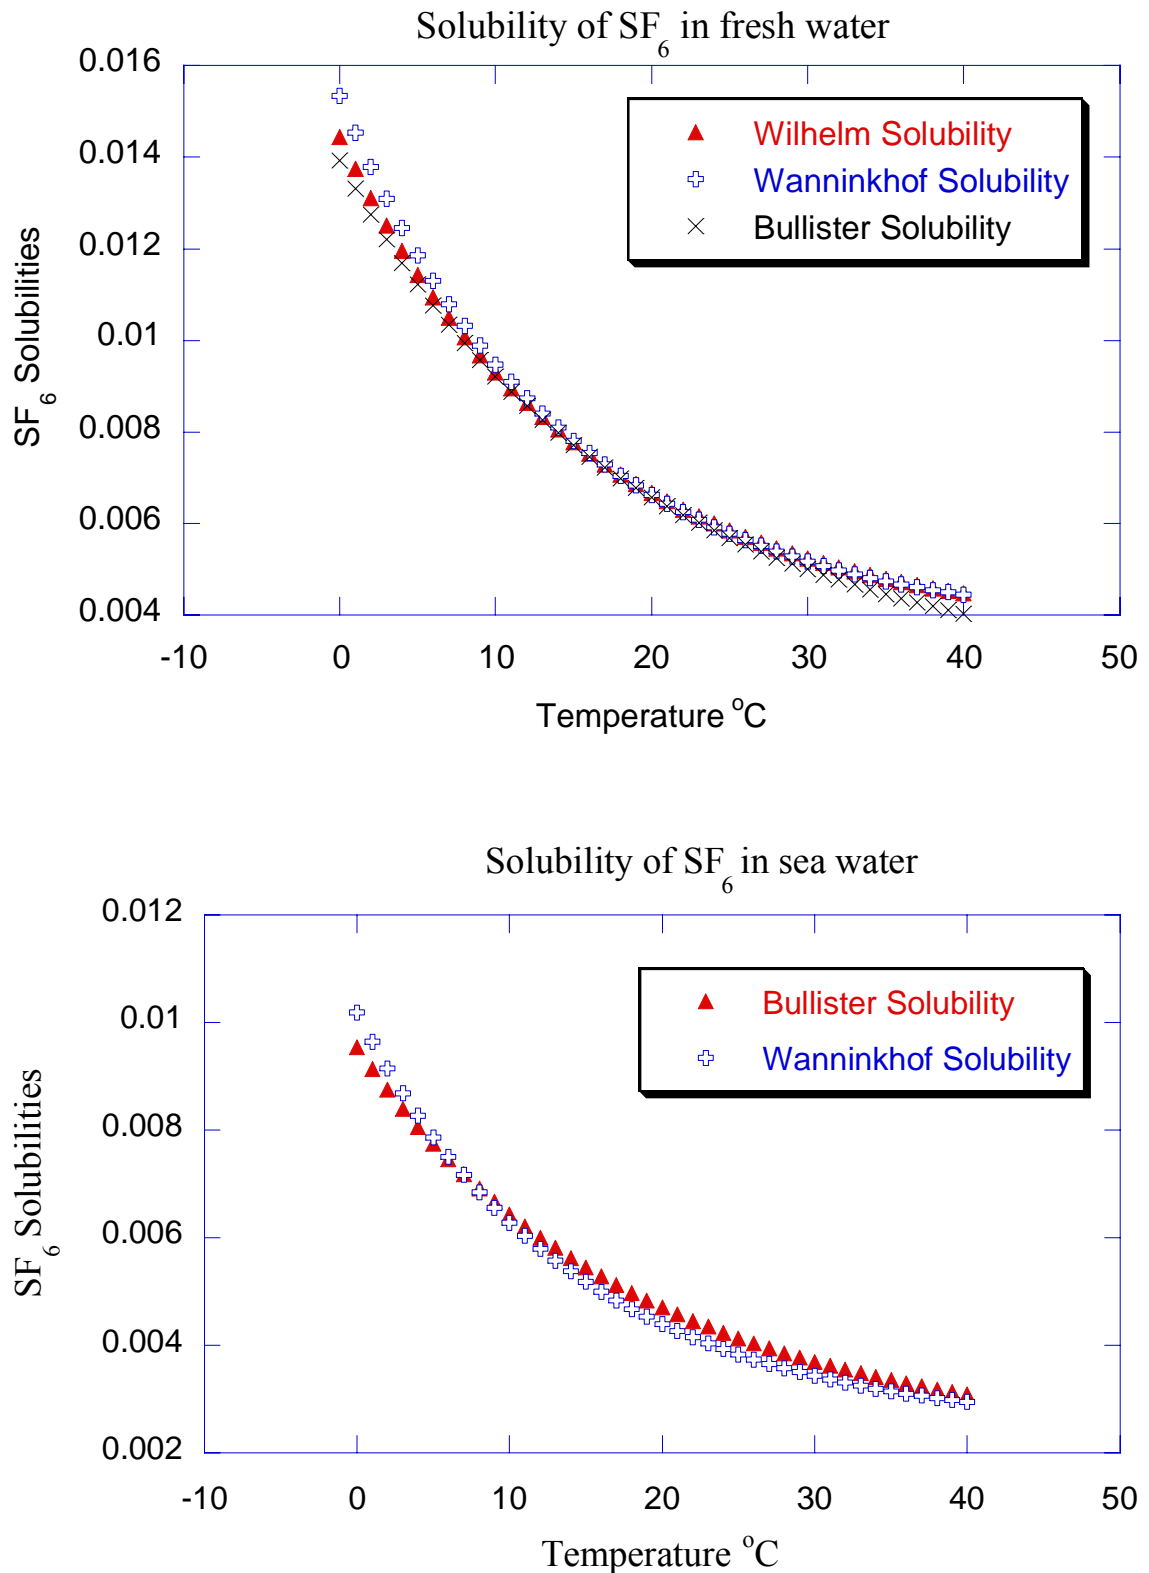 Solubility of SF6 in fresh water
0.016
0.014
0.012
0.01
0.008
0.006
0.004
SF6 Solubilities
Wilhelm Solubility
Wanninkhof Solubility
Bullister Solubility
-10 0 10 20 30 40 50
Temperature °C
Solubility of SF6 in sea water
0.012
0.01
0.008
0.006
0.004
0.002
SF6 Solubilities
Bullister Solubility
Wanninkhof Solubility
-10 0 10 20 30 40 50
Temperature °C